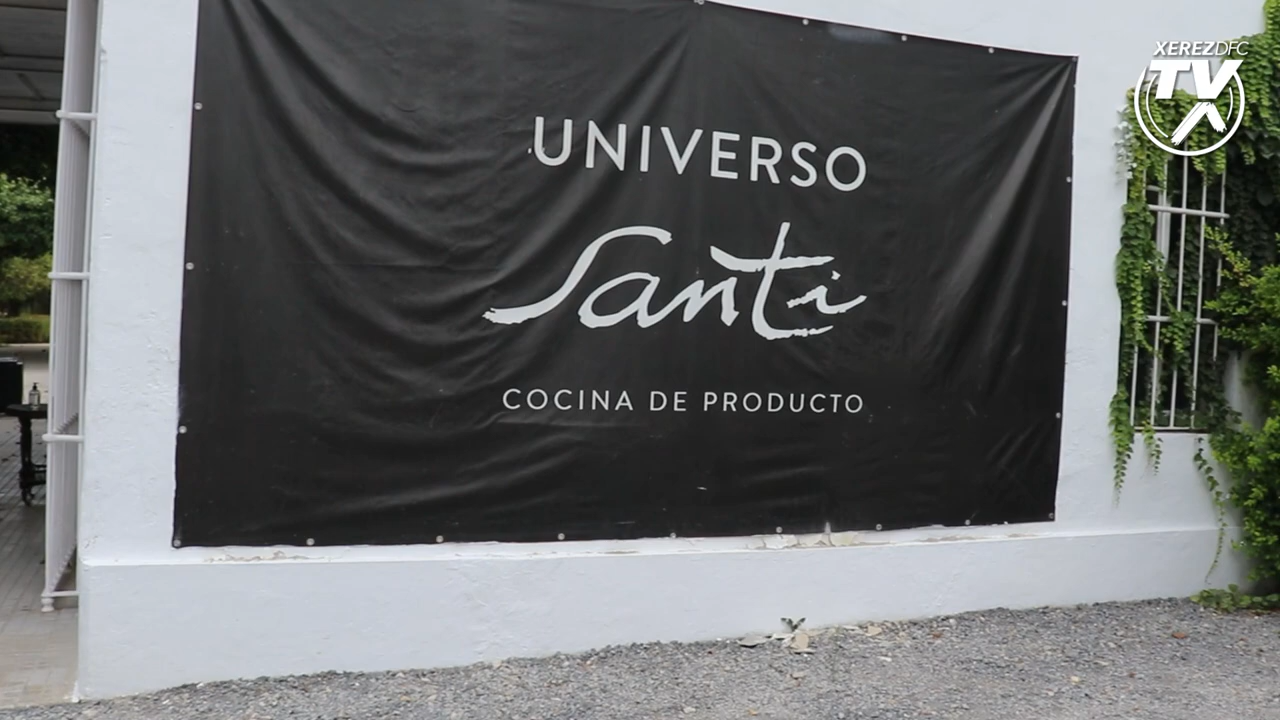 XEREZDFC
TV
X
UNIVERSO
Santi
COCINA DE PRODUCTO